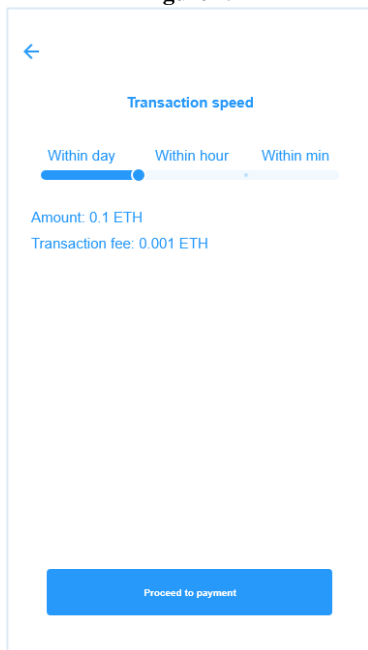 Transaction speed
Within day Within hour Within min
Amount: 0.1 ETH
Transaction fee: 0.001 ETH
Proceed to payment